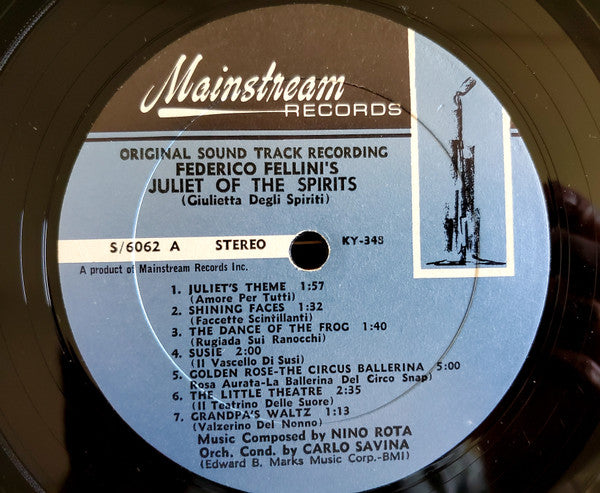 Mainstream
RECORDS
ORIGINAL SOUND TRACK RECORDING
FEDERICO FELLINI'S
JULIET OF THE SPIRITS
(Giulietta Degli Spiriti)
S/6062 A STEREO KY-348
A product of Mainstream Records Inc.
1. JULIET'S THEME 1:57
(Amore Per Tutti)
2. SHINING FACES 1:32
(Faccette Scintillanti)
3. THE DANCE OF THE FROG 1:40
(Rugiada Sui Ranocchi)
4. SUSIE 2:00
(Il Vascello Di Susi)
5. GOLDEN ROSE-THE CIRCUS BALLERINA 5:00
Rosa Aurata-La Ballerina Del Circo Snap)
6. THE LITTLE THEATRE 2:35
(Il Teatrino Delle Suore)
7. GRANDPA'S WALTZ 1:13
(Valzerino Del Nonno)
Music Composed by NINO ROTA
Orch. Cond. by CARLO SAVINA
(Edward B. Marks Music Corp.-BMI)